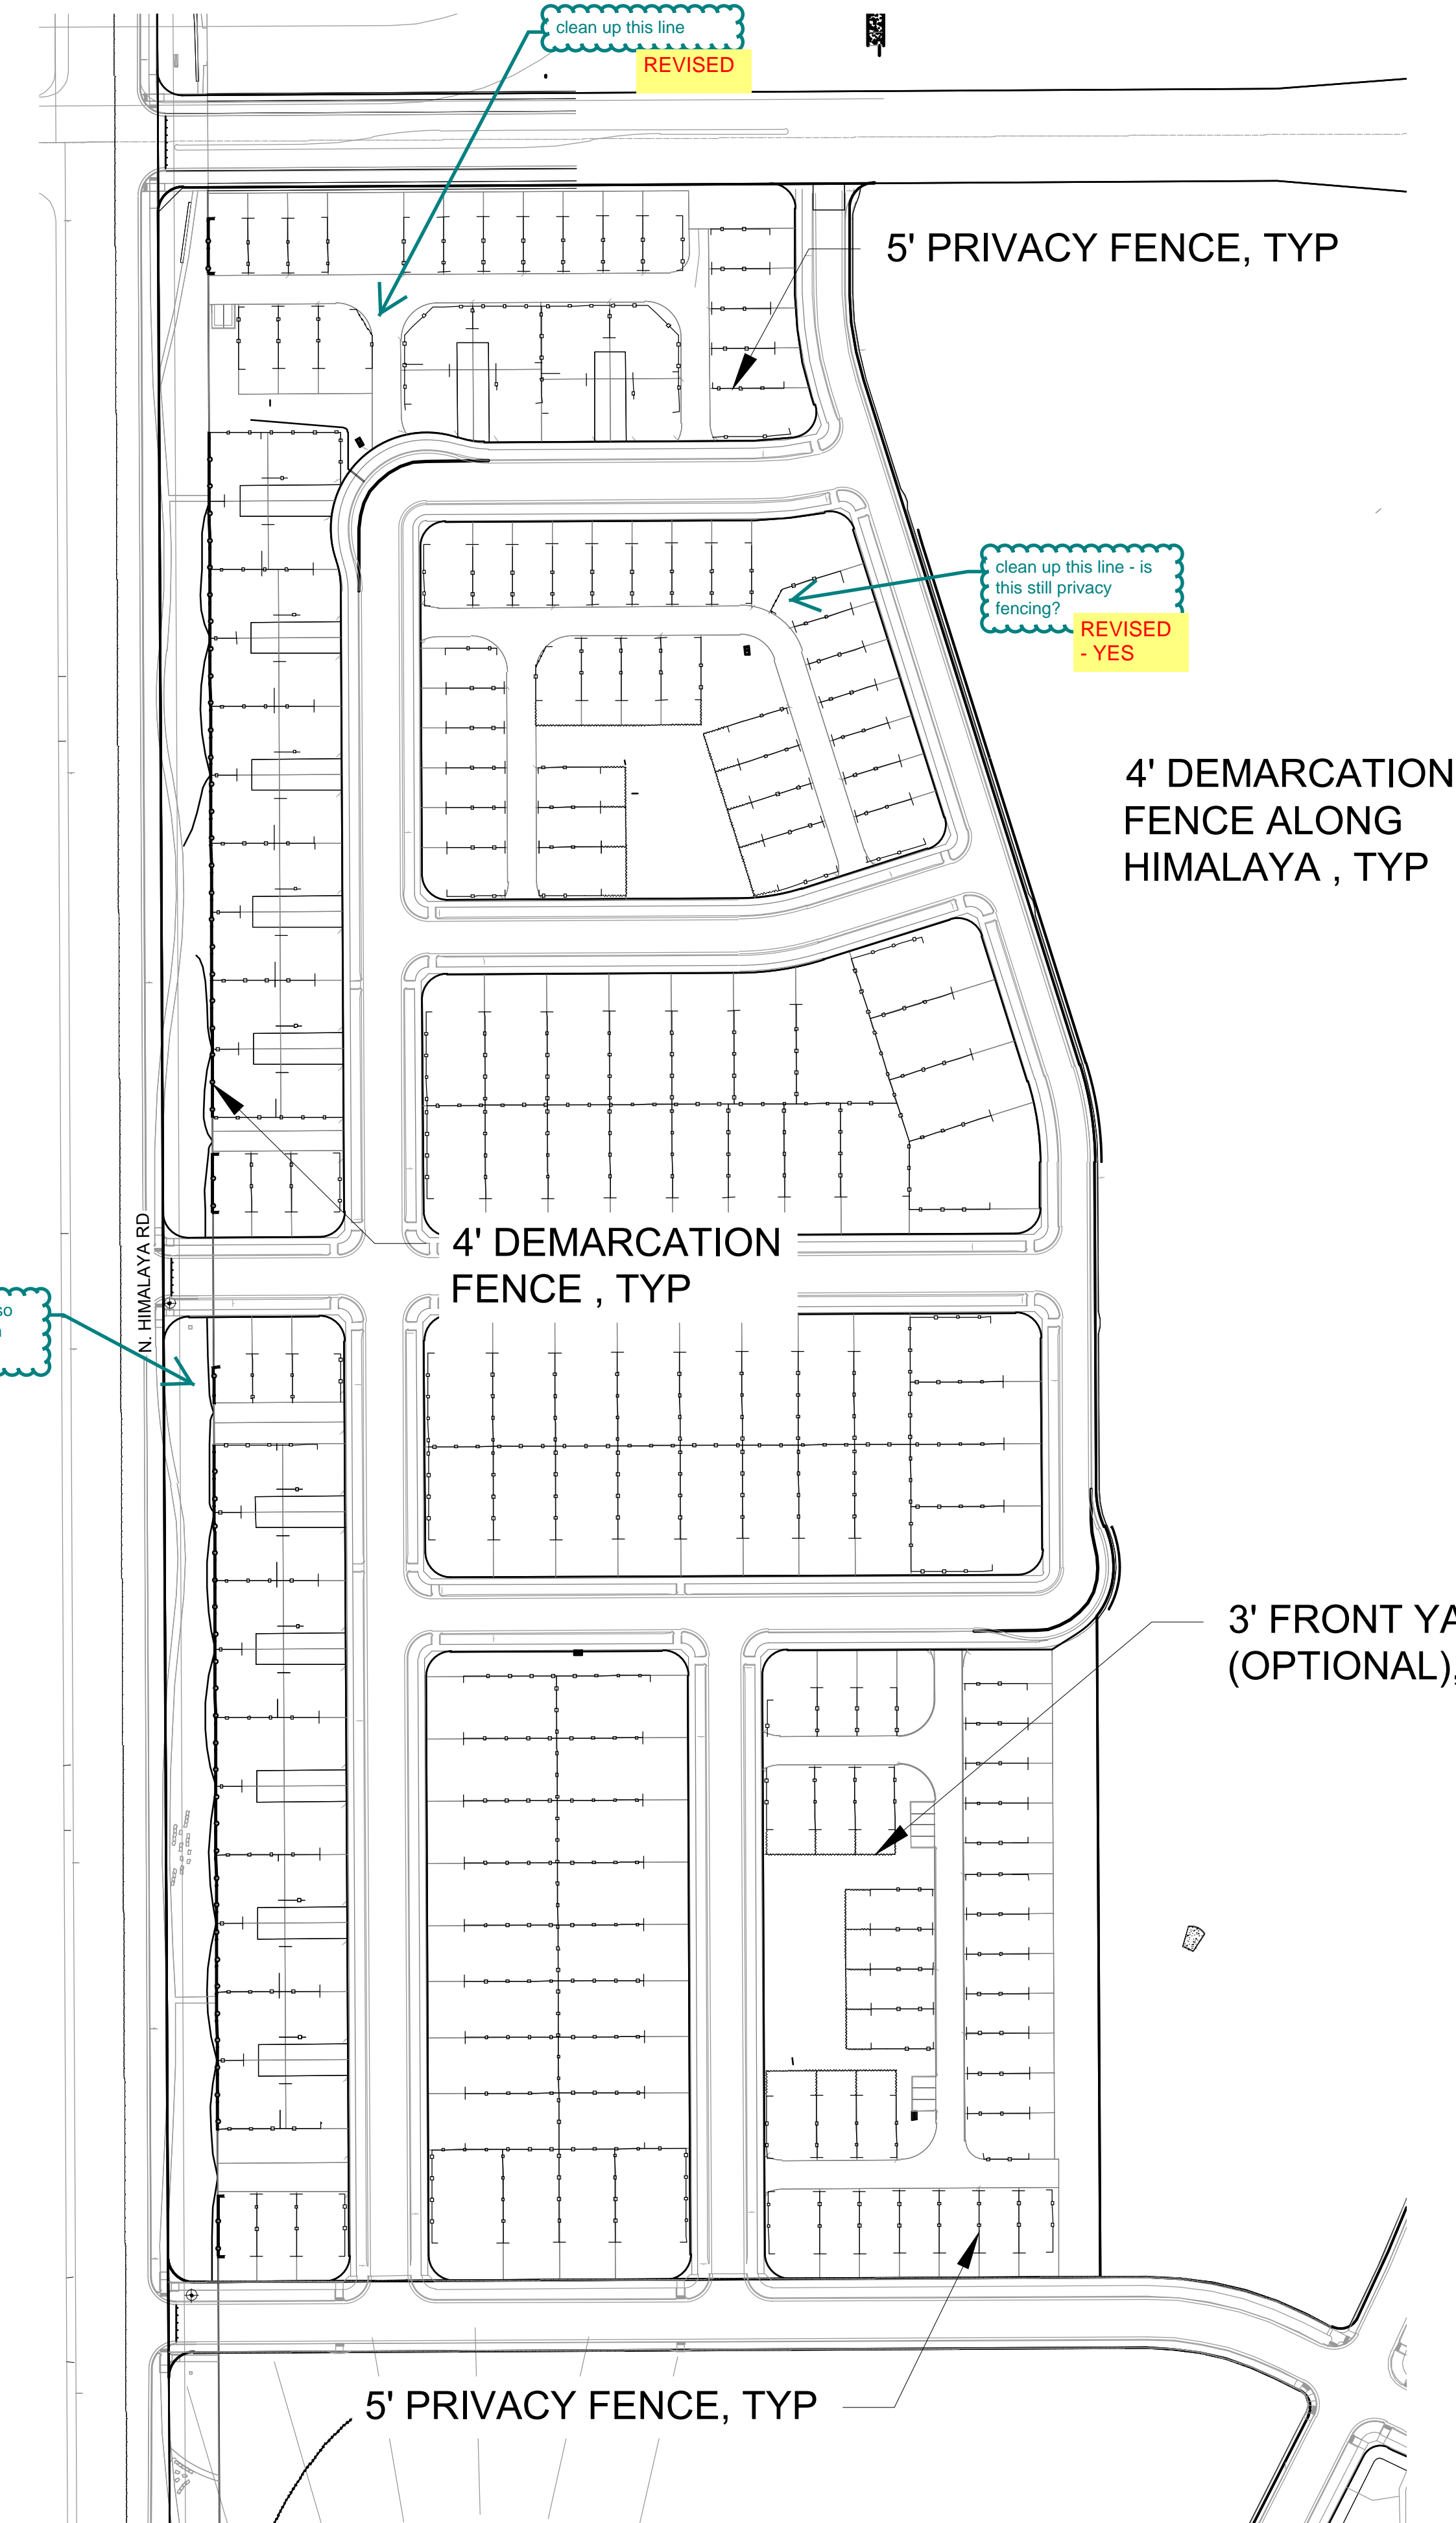 clean up this line
REVISED
5' PRIVACY FENCE, TYP
clean up this line - is
this still privacy
fencing?
REVISED
- YES
4' DEMARCATION
FENCE ALONG
HIMALAYA , TYP
N. HIMALAYA RD
4' DEMARCATION
FENCE , TYP
so
3' FRONT YA
(OPTIONAL),
5' PRIVACY FENCE, TYP